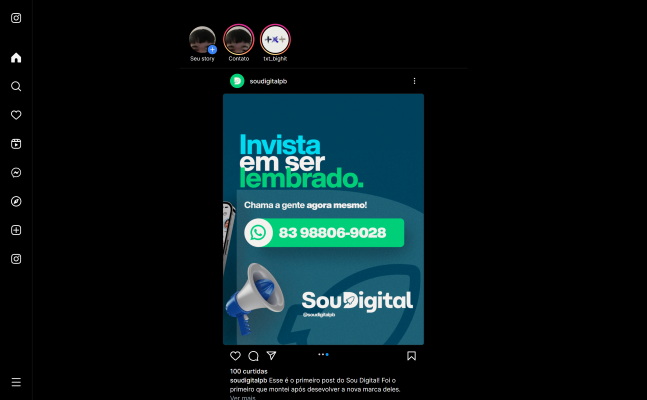 Seu story
Contato
txt_bighit
soudigitalpb
Invista
em ser
lembrado.
Chama a gente agora mesmo!
83 98806-9028
SouDigital
@soudigitalpb
100 curtidas
soudigitalpb Esse é o primeiro post do Sou Digital! Foi o
primeiro que montei após desevolver a nova marca deles.
Ver mais